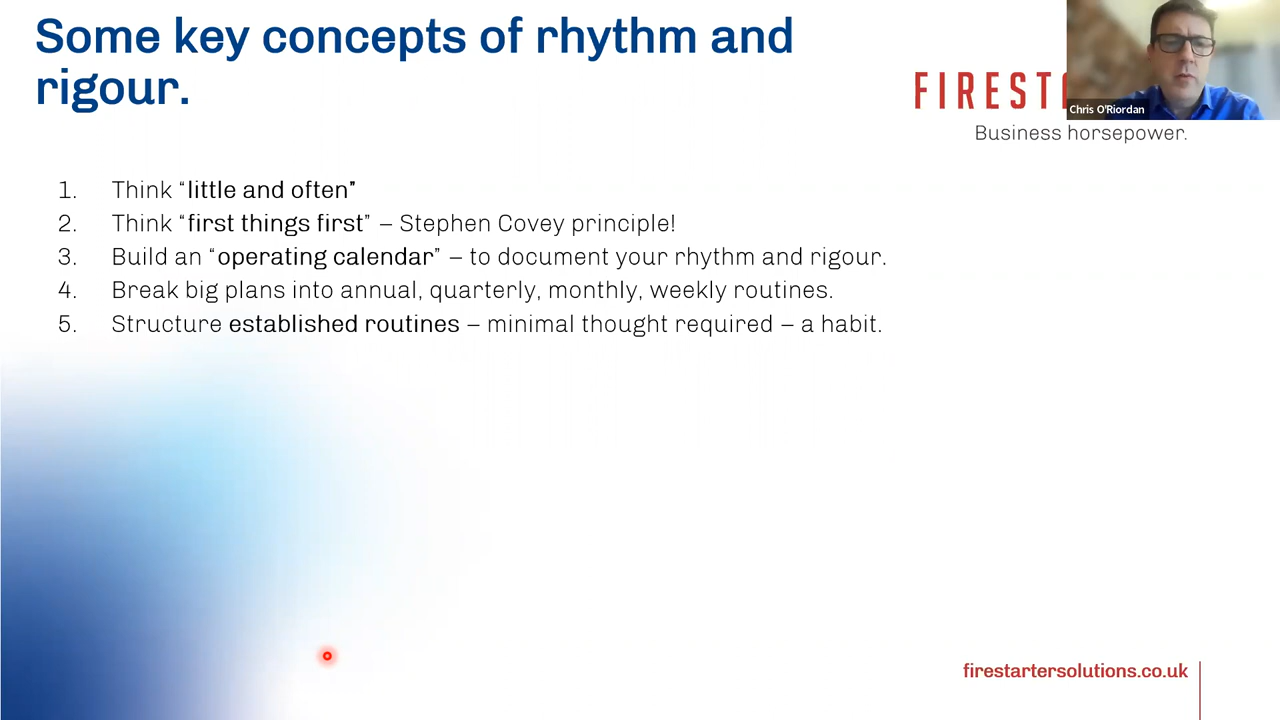 Some key concepts of rhythm and
rigour.
FIREST
Chris O'Riordan
Business horsepower.
1. Think “little and often”
2. Think “first things first” – Stephen Covey principle!
3. Build an “operating calendar” – to document your rhythm and rigour.
4. Break big plans into annual, quarterly, monthly, weekly routines.
5. Structure established routines – minimal thought required – a habit.
firestartersolutions.co.uk